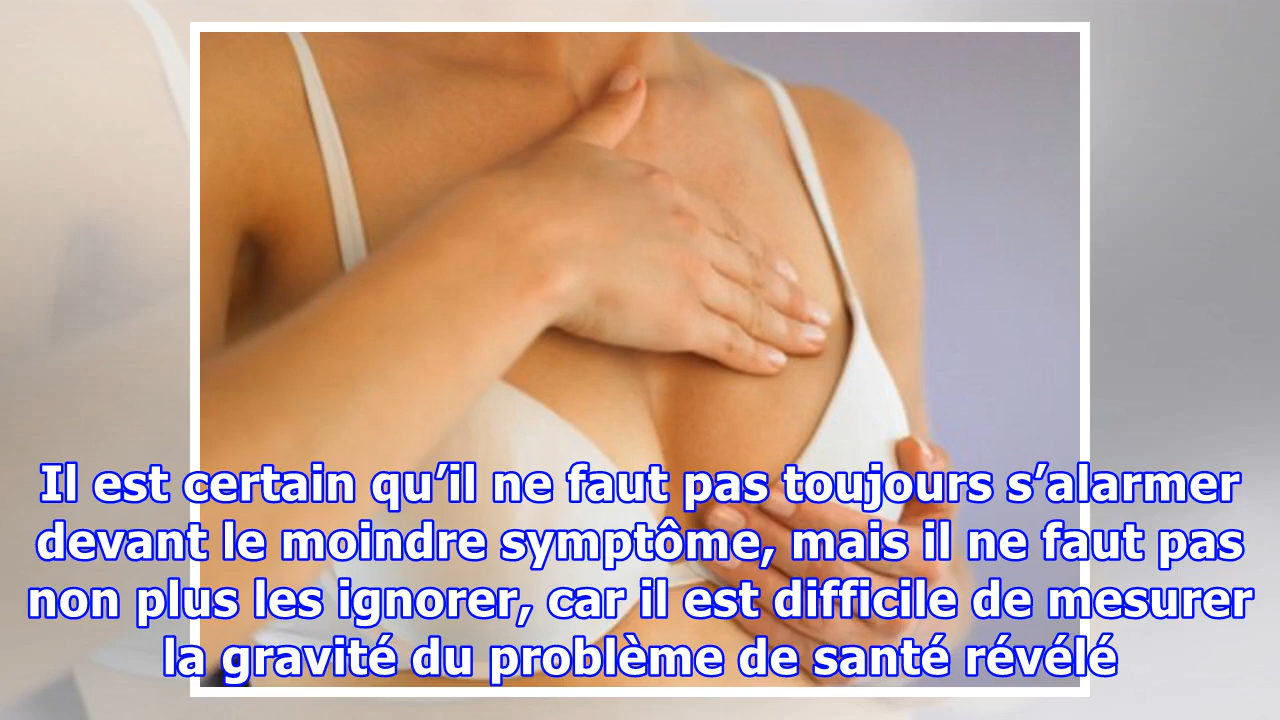 Il est certain qu’il ne faut pas toujours s’alarmer
devant le moindre symptôme, mais il ne faut pas
non plus les ignorer, car il est difficile de mesurer
la gravité du problème de santé révélé